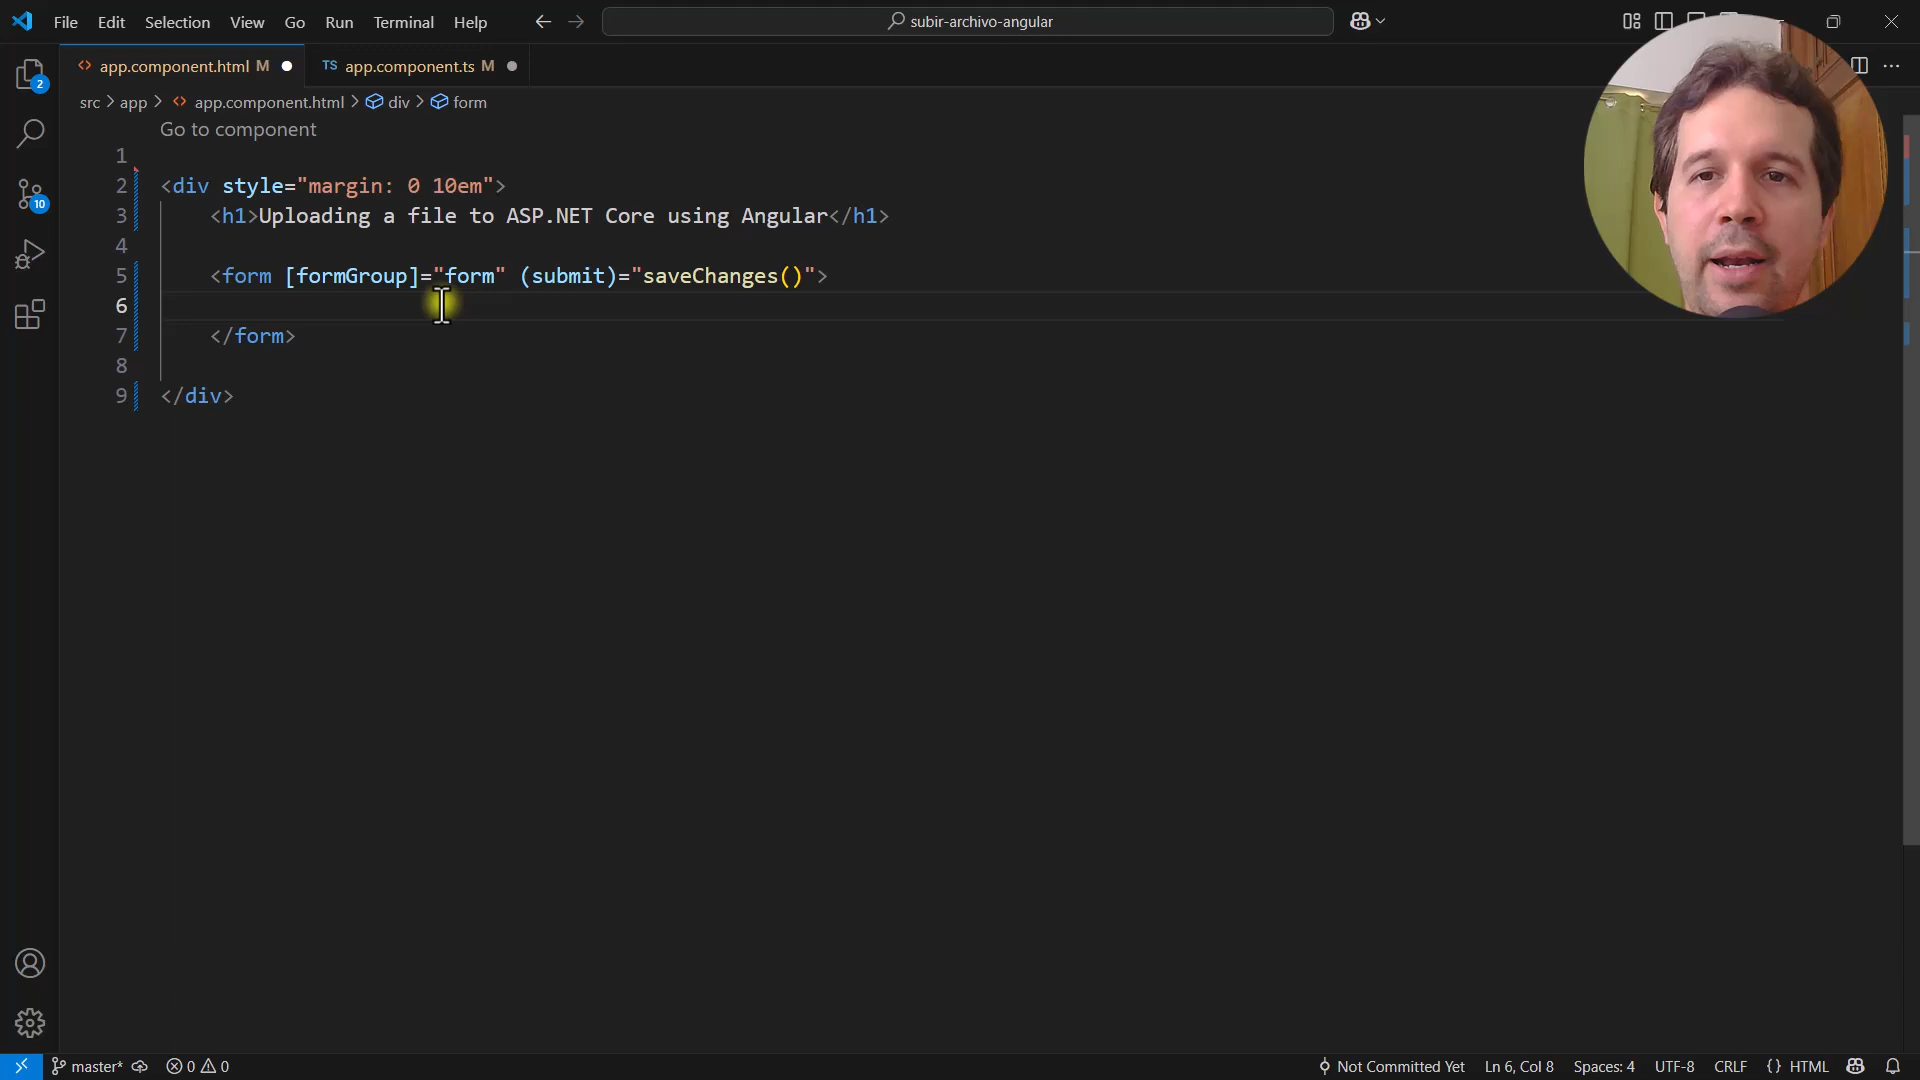 File Edit Selection View Go Run Terminal Help
subir-archivo-angular
app.component.html M
TS app.component.ts M
src > app > app.component.html > div > form
Go to component
1
2 <div style="margin: 0 10em">
3 <h1>Uploading a file to ASP.NET Core using Angular</h1>
4
5 <form [formGroup]="form" (submit)="saveChanges()">
6
7 </form>
8
9 </div>
2
10
master* 0 0 Not Committed Yet Ln 6, Col 8 Spaces: 4 UTF-8 CRLF {} HTML